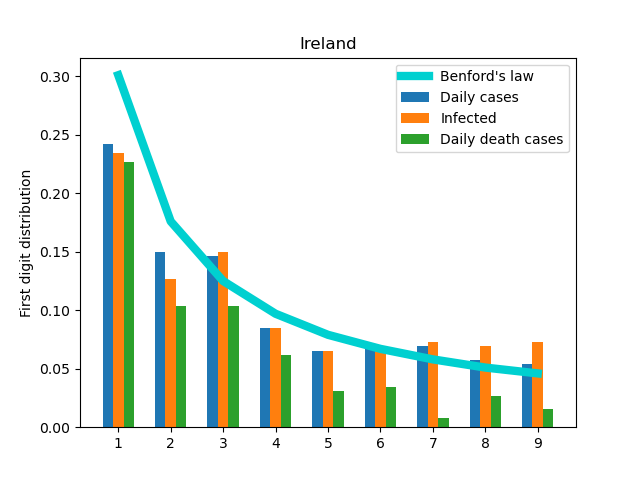 Ireland
First digit distribution
0.30
0.25
0.20
0.15
0.10
0.05
0.00
1 2 3 4 5 6 7 8 9
Benford's law
Daily cases
Infected
Daily death cases